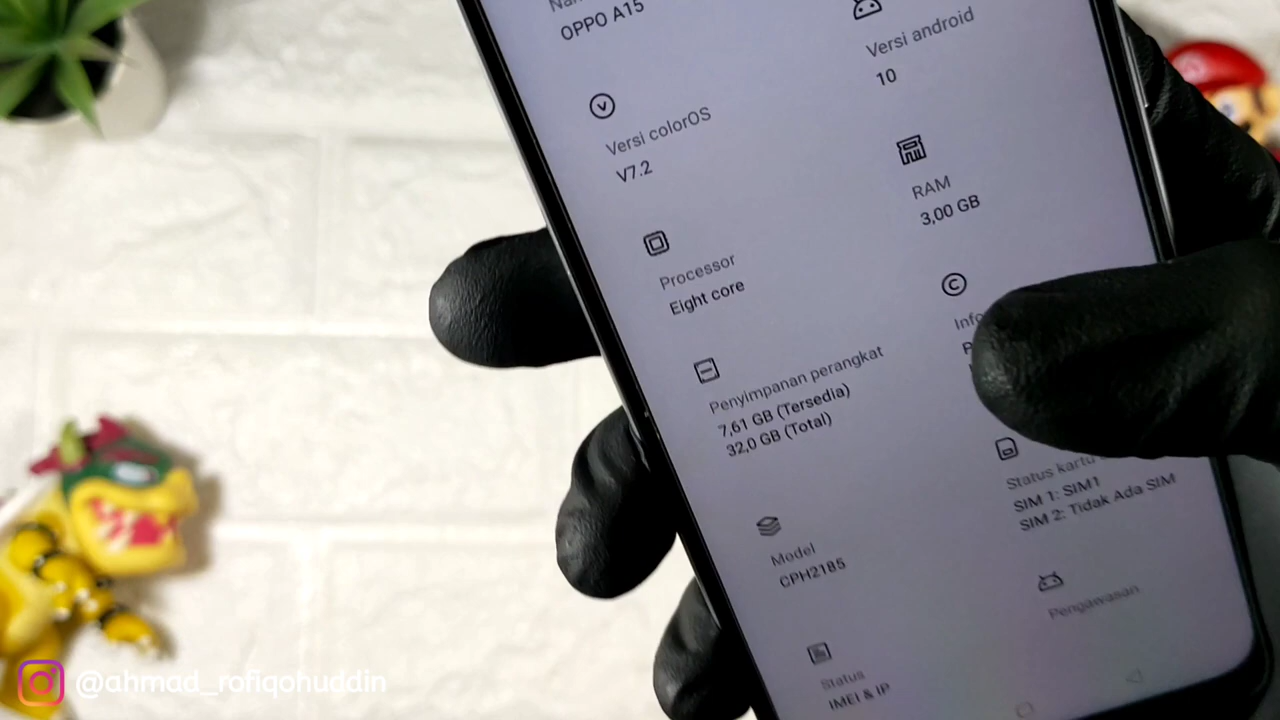 OPPO A15
Versi android
10
Versi colorOS
V7.2
RAM
3,00 GB
Processor
Eight core
Penyimpanan perangkat
7,61 GB (Tersedia)
32,0 GB (Total)
Status kartu
SIM 1: SIM1
SIM 2: Tidak Ada SIM
Model
CPH2185
Pengawasan
Status
IMEI & IP
@ahmad_rofiqohuddin